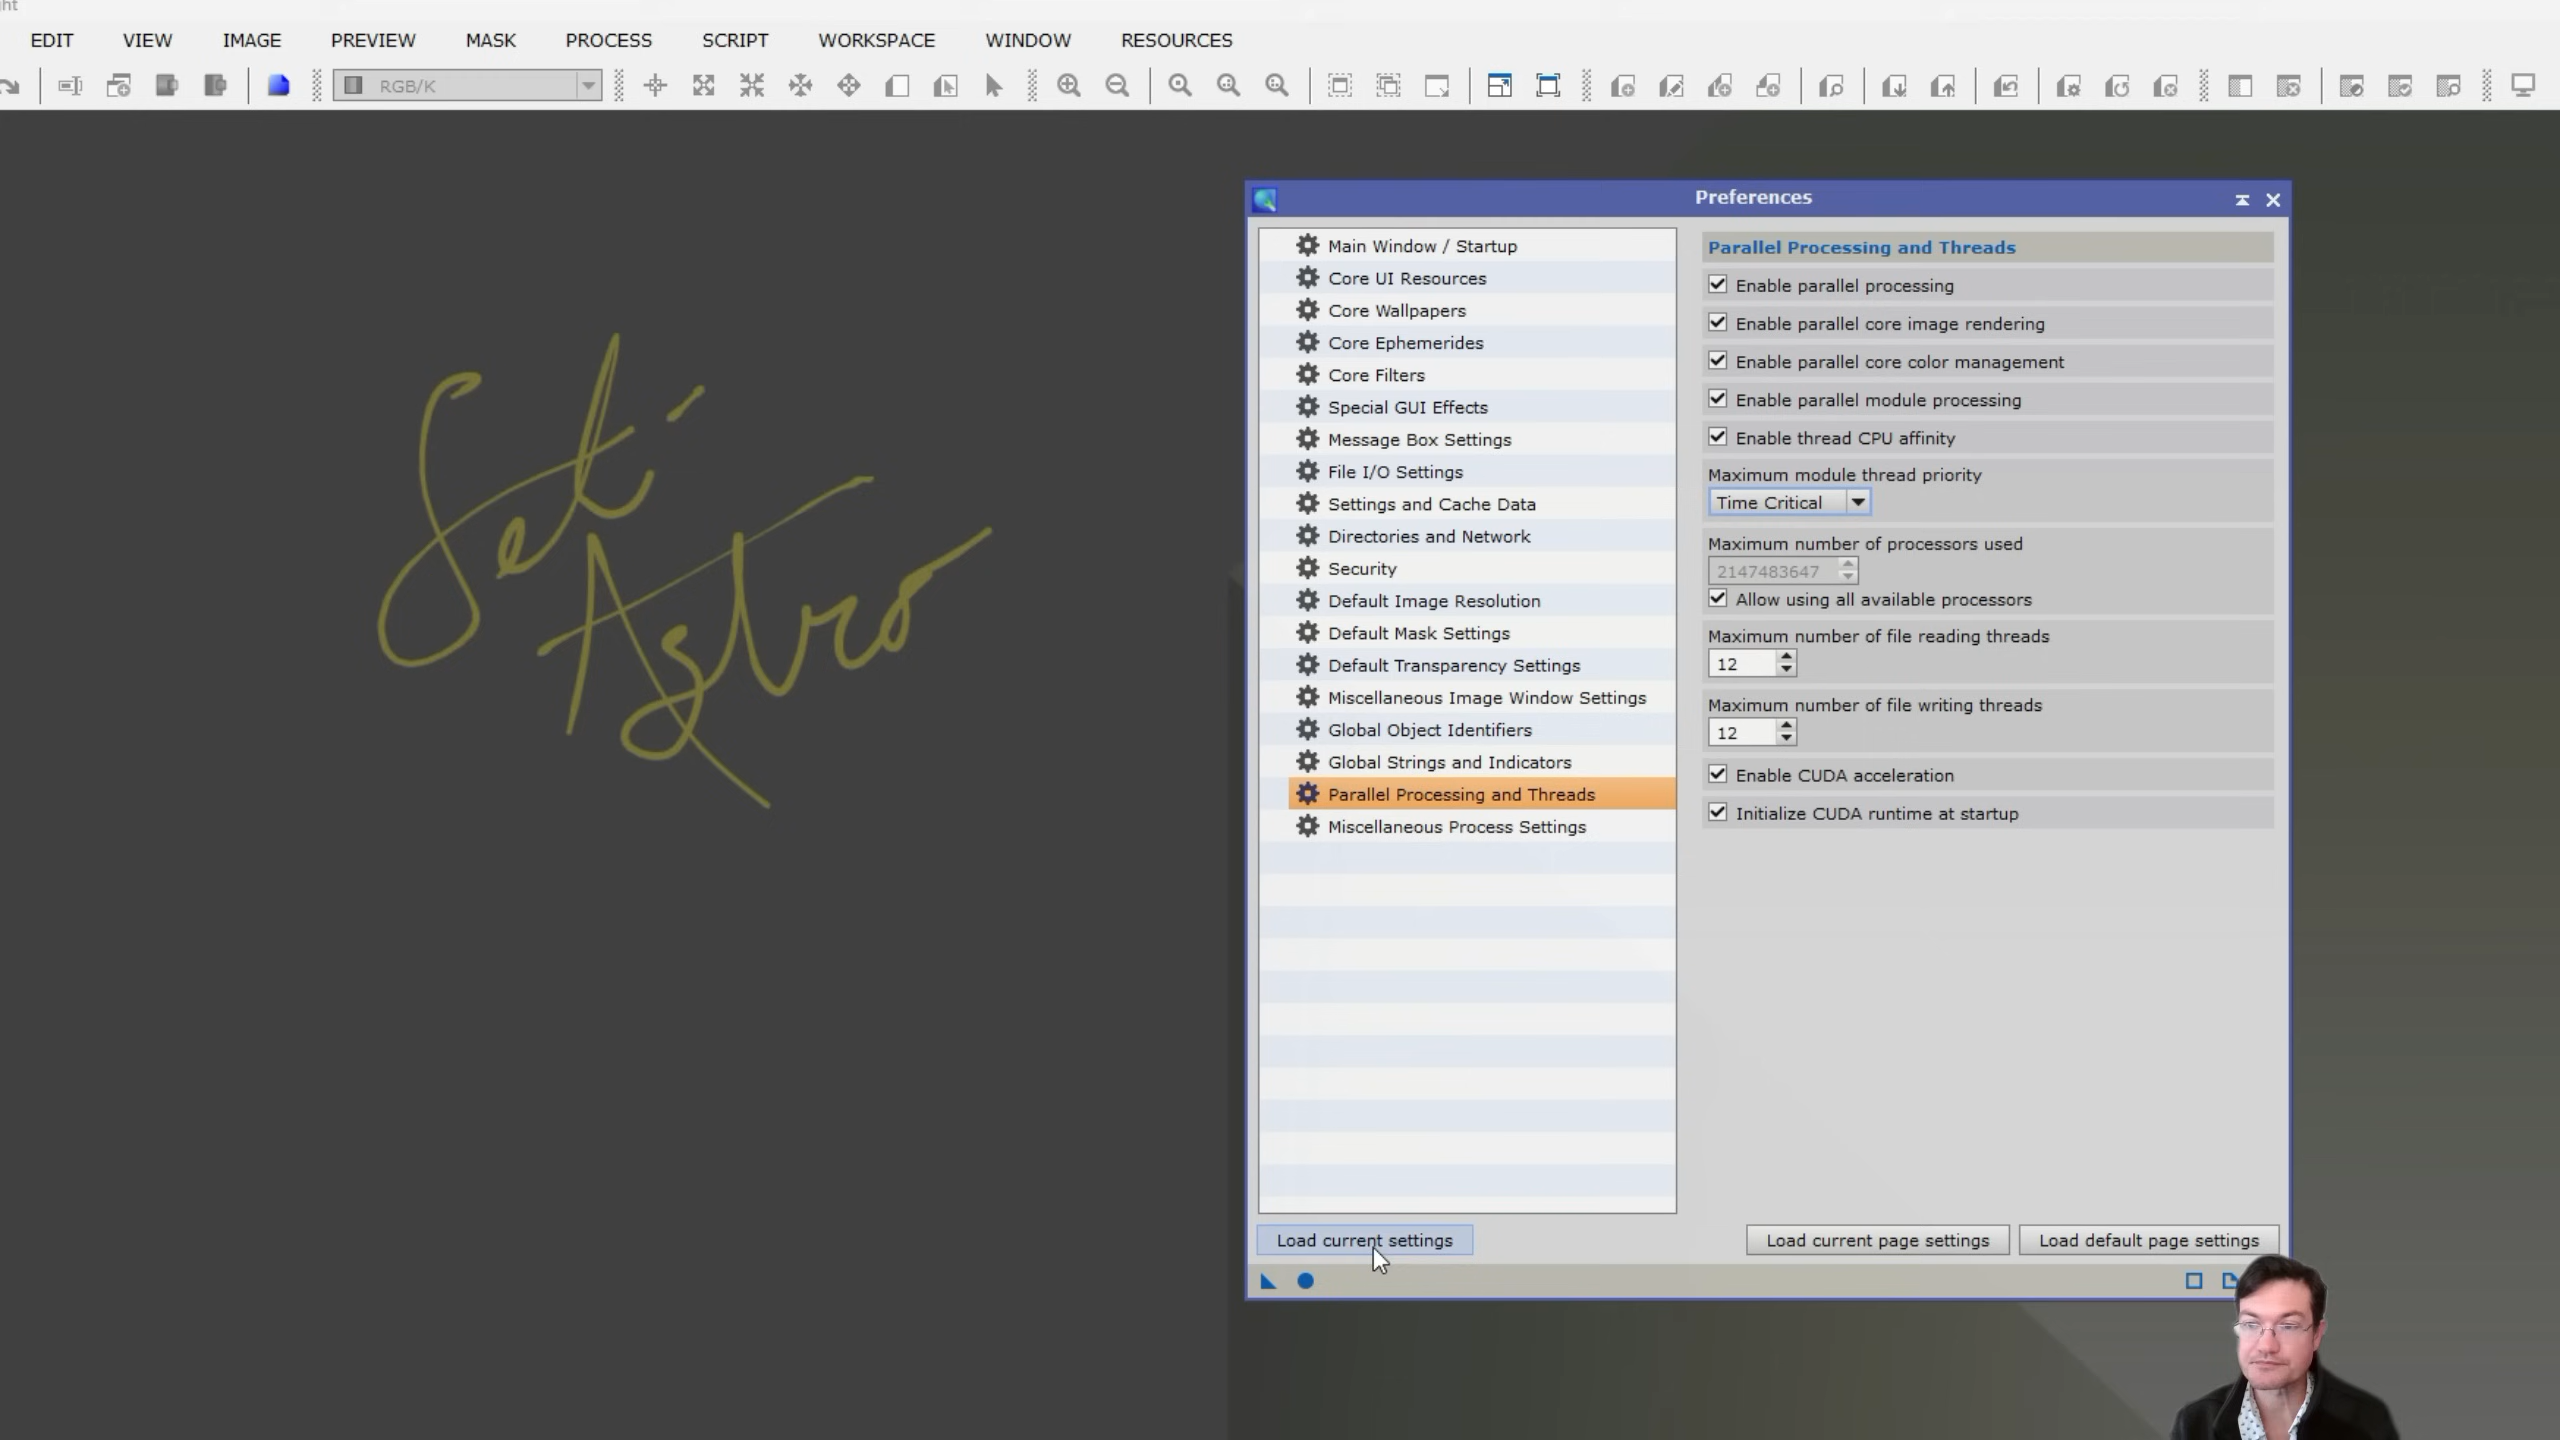 ght
EDIT VIEW IMAGE PREVIEW MASK PROCESS SCRIPT WORKSPACE WINDOW RESOURCES
RGB/K
Seti
Astro
Preferences
Main Window / Startup
Core UI Resources
Core Wallpapers
Core Ephemerides
Core Filters
Special GUI Effects
Message Box Settings
File I/O Settings
Settings and Cache Data
Directories and Network
Security
Default Image Resolution
Default Mask Settings
Default Transparency Settings
Miscellaneous Image Window Settings
Global Object Identifiers
Global Strings and Indicators
Parallel Processing and Threads
Miscellaneous Process Settings
Parallel Processing and Threads
Enable parallel processing
Enable parallel core image rendering
Enable parallel core color management
Enable parallel module processing
Enable thread CPU affinity
Maximum module thread priority
Time Critical
Maximum number of processors used
2147483647
Allow using all available processors
Maximum number of file reading threads
12
Maximum number of file writing threads
12
Enable CUDA acceleration
Initialize CUDA runtime at startup
Load current settings
Load current page settings
Load default page settings